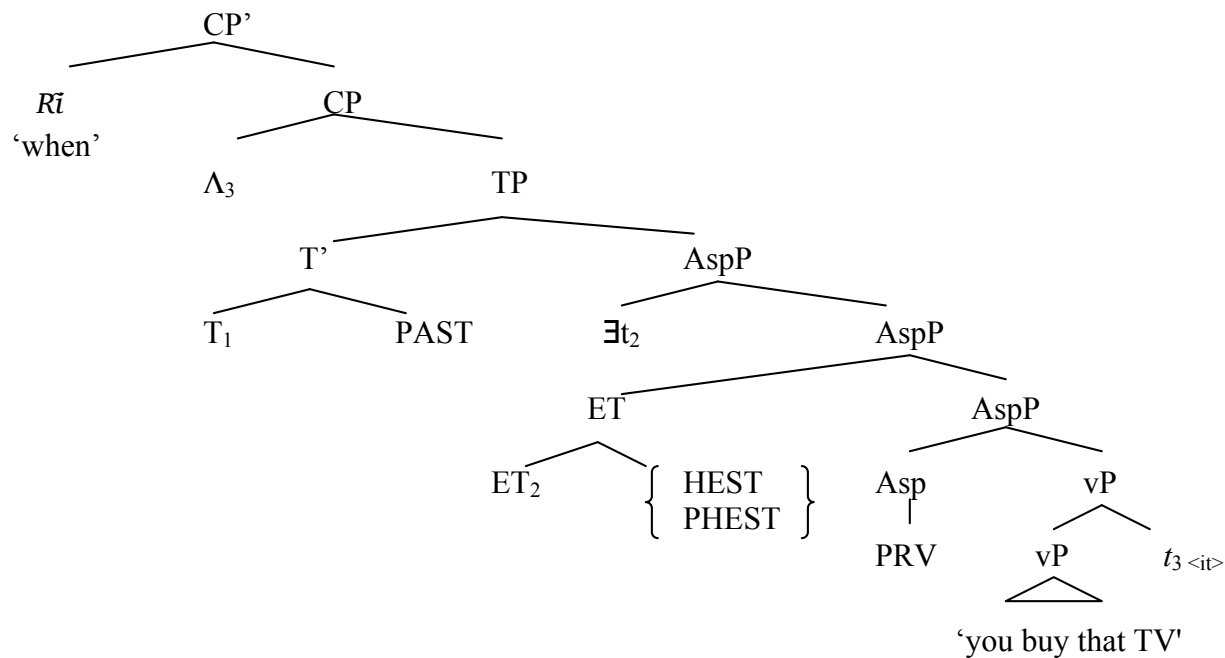 CP’
Rĩ CP
‘when’
Λ3 TP
T’ AspP
T1 PAST ∃t2 AspP
ET AspP
ET2 { HEST } Asp vP
PHEST
PRV vP t3 <it>
‘you buy that TV'